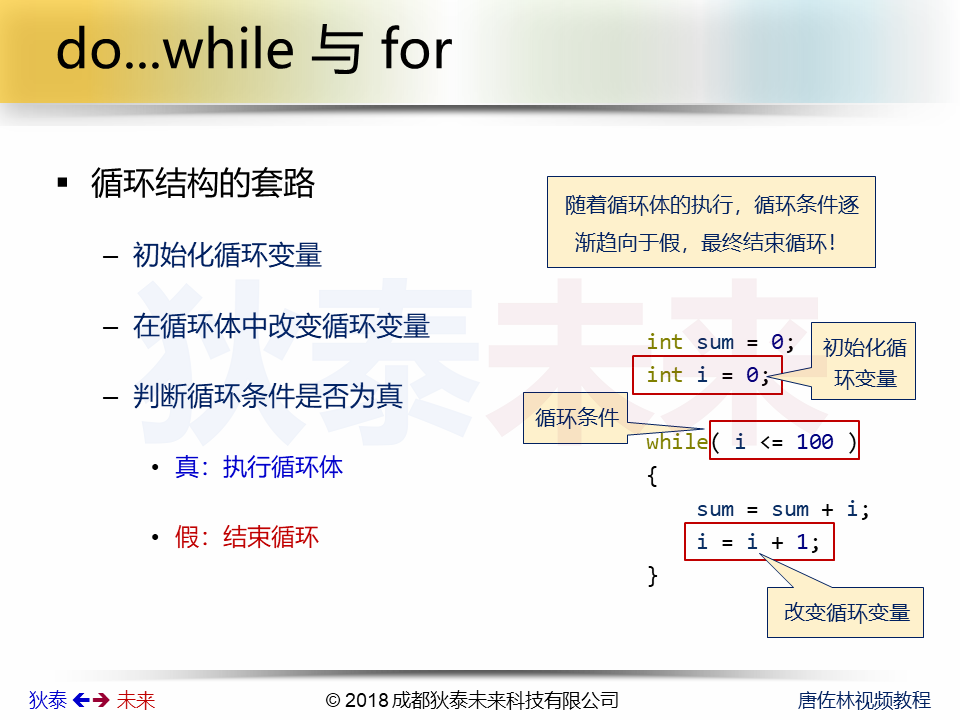 do...while 与 for
循环结构的套路
– 初始化循环变量
– 在循环体中改变循环变量
– 判断循环条件是否为真
• 真：执行循环体
• 假：结束循环
随着循环体的执行，循环条件逐
渐趋向于假，最终结束循环！
狄泰未来
int sum = 0;
int i = 0;
初始化循
环变量
循环条件
while( i <= 100 )
{
sum = sum + i;
i = i + 1;
}
改变循环变量
狄泰 未来
© 2018 成都狄泰未来科技有限公司
唐佐林视频教程